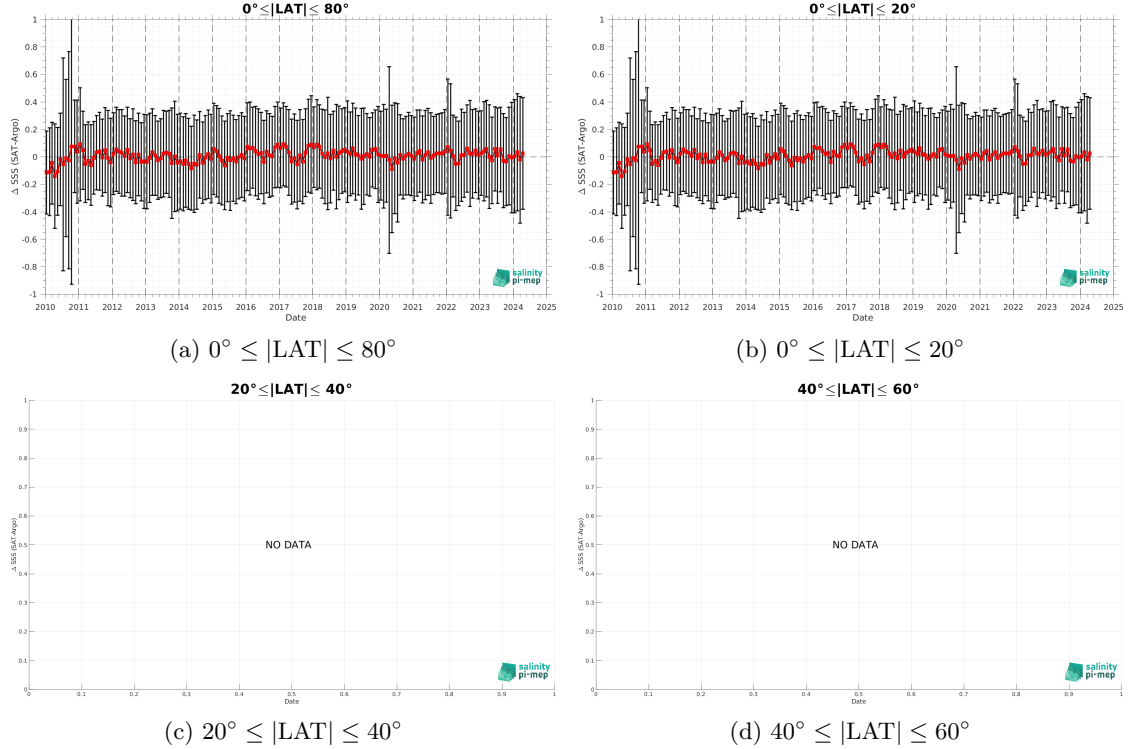 0°≤|LAT|≤ 80°
1
0.8
0.6
0.4
0.2
0
-0.2
-0.4
-0.6
-0.8
-1
Δ SSS (SAT-Argo)
2010 2011 2012 2013 2014 2015 2016 2017 2018 2019 2020 2021 2022 2023 2024 2025
Date
salinity
pi-mep
(a) 0° ≤ |LAT| ≤ 80°
0°≤|LAT|≤ 20°
1
0.8
0.6
0.4
0.2
0
-0.2
-0.4
-0.6
-0.8
-1
Δ SSS (SAT-Argo)
2010 2011 2012 2013 2014 2015 2016 2017 2018 2019 2020 2021 2022 2023 2024 2025
Date
salinity
pi-mep
(b) 0° ≤ |LAT| ≤ 20°
20°≤|LAT|≤ 40°
1
0.9
0.8
0.7
0.6
0.5
0.4
0.3
0.2
0.1
0
Δ SSS (SAT-Argo)
NO DATA
0 0.1 0.2 0.3 0.4 0.5 0.6 0.7 0.8 0.9 1
Date
salinity
pi-mep
(c) 20° ≤ |LAT| ≤ 40°
40°≤|LAT|≤ 60°
1
0.9
0.8
0.7
0.6
0.5
0.4
0.3
0.2
0.1
0
Δ SSS (SAT-Argo)
NO DATA
0 0.1 0.2 0.3 0.4 0.5 0.6 0.7 0.8 0.9 1
Date
salinity
pi-mep
(d) 40° ≤ |LAT| ≤ 60°